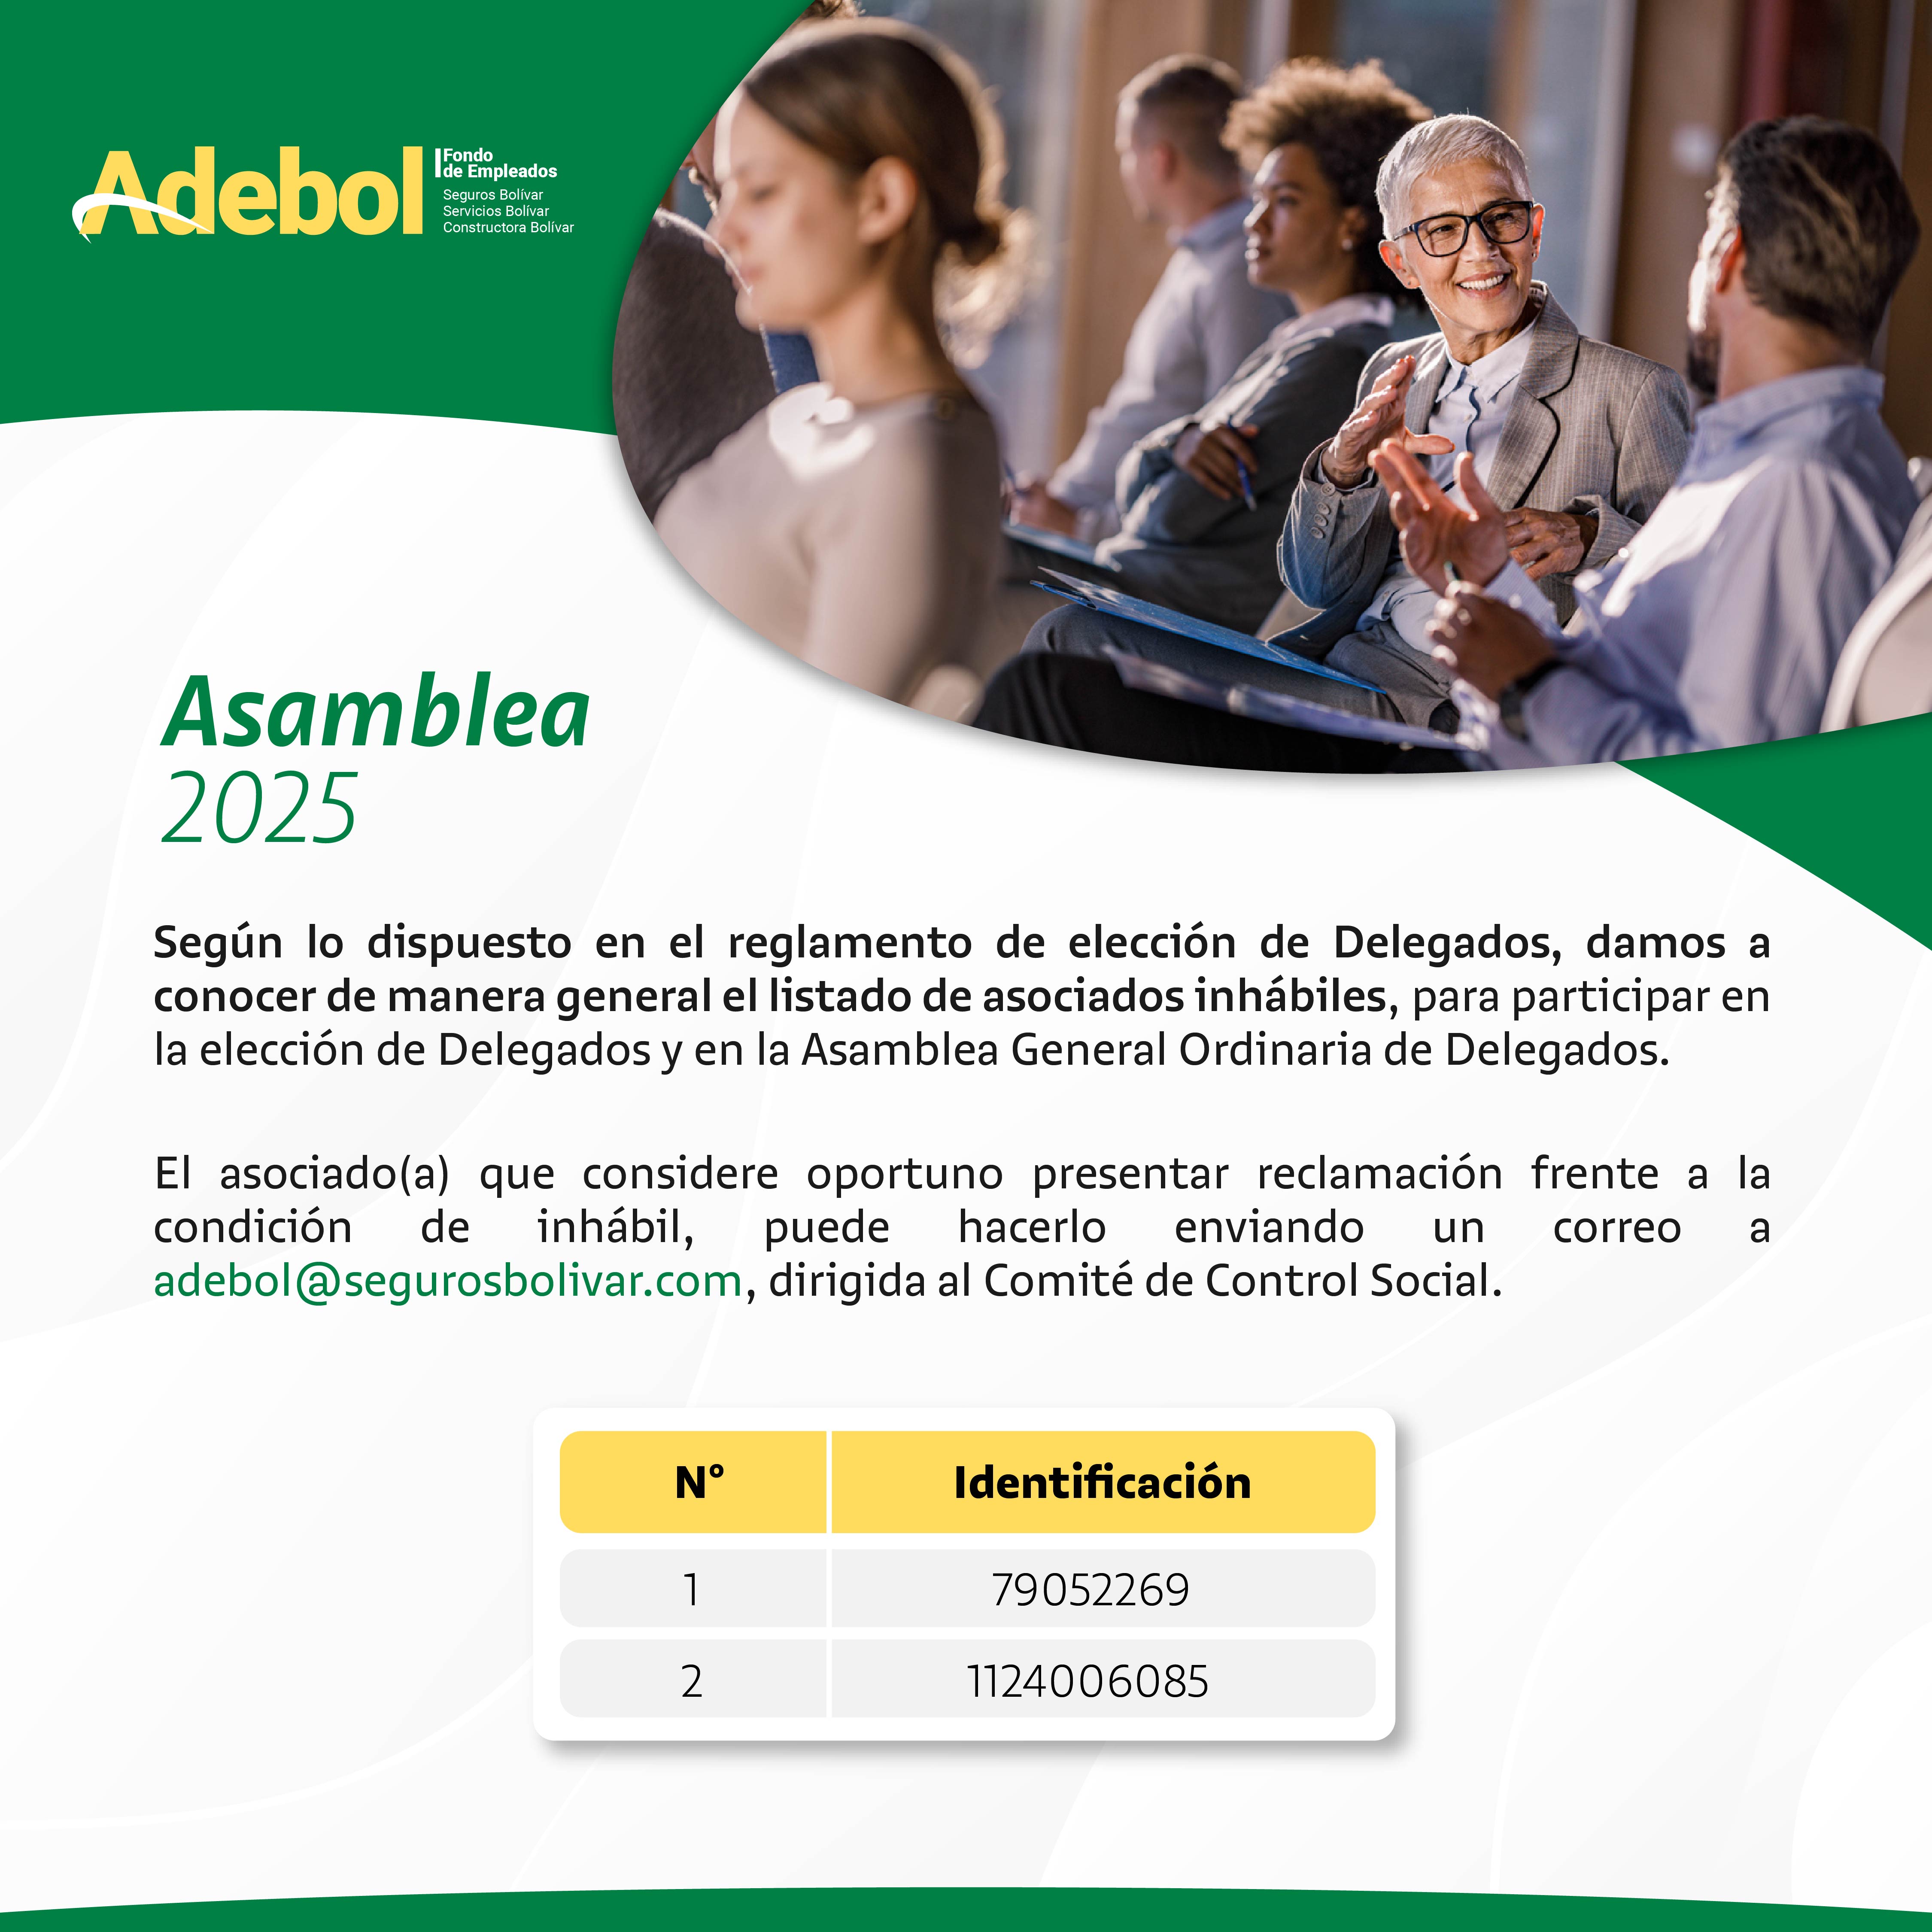 Adebol
Fondo
de Empleados
Seguros Bolívar
Servicios Bolívar
Constructora Bolívar
Asamblea
2025
Según lo dispuesto en el reglamento de elección de Delegados, damos a
conocer de manera general el listado de asociados inhábiles, para participar en
la elección de Delegados y en la Asamblea General Ordinaria de Delegados.
El asociado(a) que considere oportuno presentar reclamación frente a la
condición de inhábil, puede hacerlo enviando un correo a
adebol@segurosbolivar.com, dirigida al Comité de Control Social.
N° Identificación
1 79052269
2 1124006085